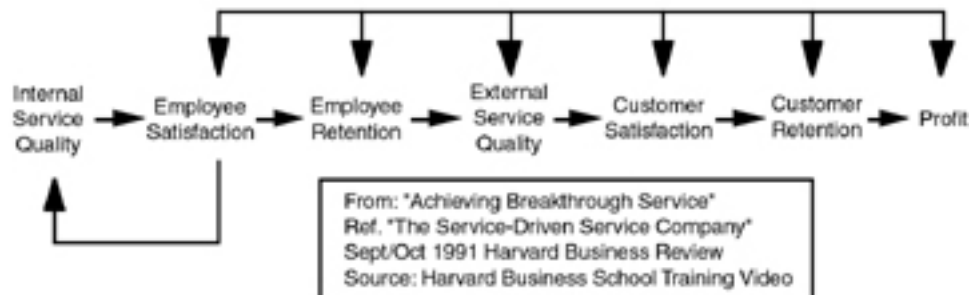 Internal
Service
Quality
Employee
Satisfaction
Employee
Retention
External
Service
Quality
Customer
Satisfaction
Customer
Retention
Profit
From: "Achieving Breakthrough Service"
Ref. "The Service-Driven Service Company"
Sept/Oct 1991 Harvard Business Review
Source: Harvard Business School Training Video